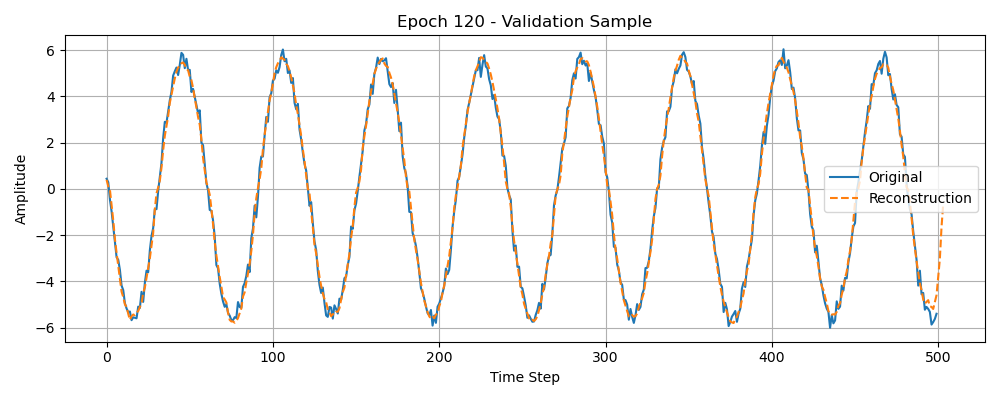 Epoch 120 - Validation Sample
6
4
2
0
−2
−4
−6
Amplitude
Original
Reconstruction
0
100
200
300
400
500
Time Step